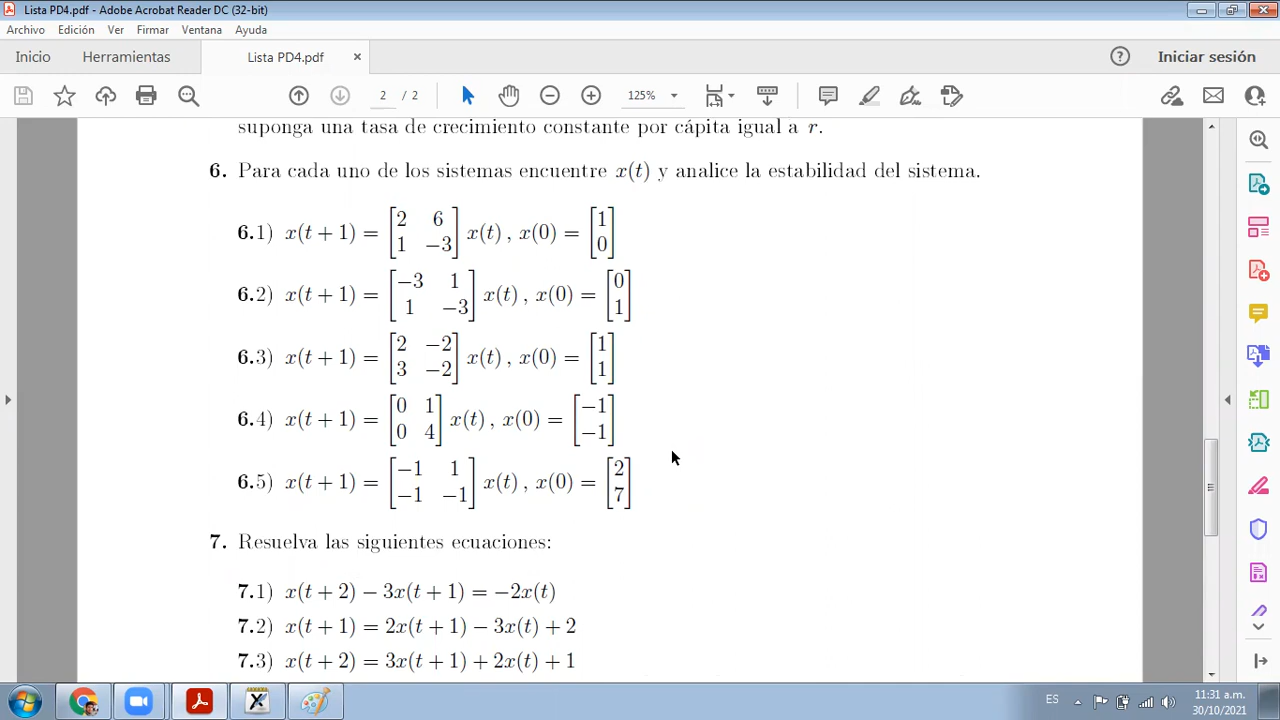 Lista PD4.pdf - Adobe Acrobat Reader DC (32-bit)
Archivo Edición Ver Firmar Ventana Ayuda
Inicio Herramientas Lista PD4.pdf × Iniciar sesión
2 / 2 125%
suponga una tasa de crecimiento constante por cápita igual a r.
6. Para cada uno de los sistemas encuentre x(t) y analice la estabilidad del sistema.
6.1) x(t + 1) = [2 6; 1 −3] x(t) , x(0) = [1; 0]
6.2) x(t + 1) = [−3 1; 1 −3] x(t) , x(0) = [0; 1]
6.3) x(t + 1) = [2 −2; 3 −2] x(t) , x(0) = [1; 1]
6.4) x(t + 1) = [0 1; 0 4] x(t) , x(0) = [−1; −1]
6.5) x(t + 1) = [−1 1; −1 −1] x(t) , x(0) = [2; 7]
7. Resuelva las siguientes ecuaciones:
7.1) x(t + 2) − 3x(t + 1) = −2x(t)
7.2) x(t + 1) = 2x(t + 1) − 3x(t) + 2
7.3) x(t + 2) = 3x(t + 1) + 2x(t) + 1
ES 11:31 a.m.
30/10/2021